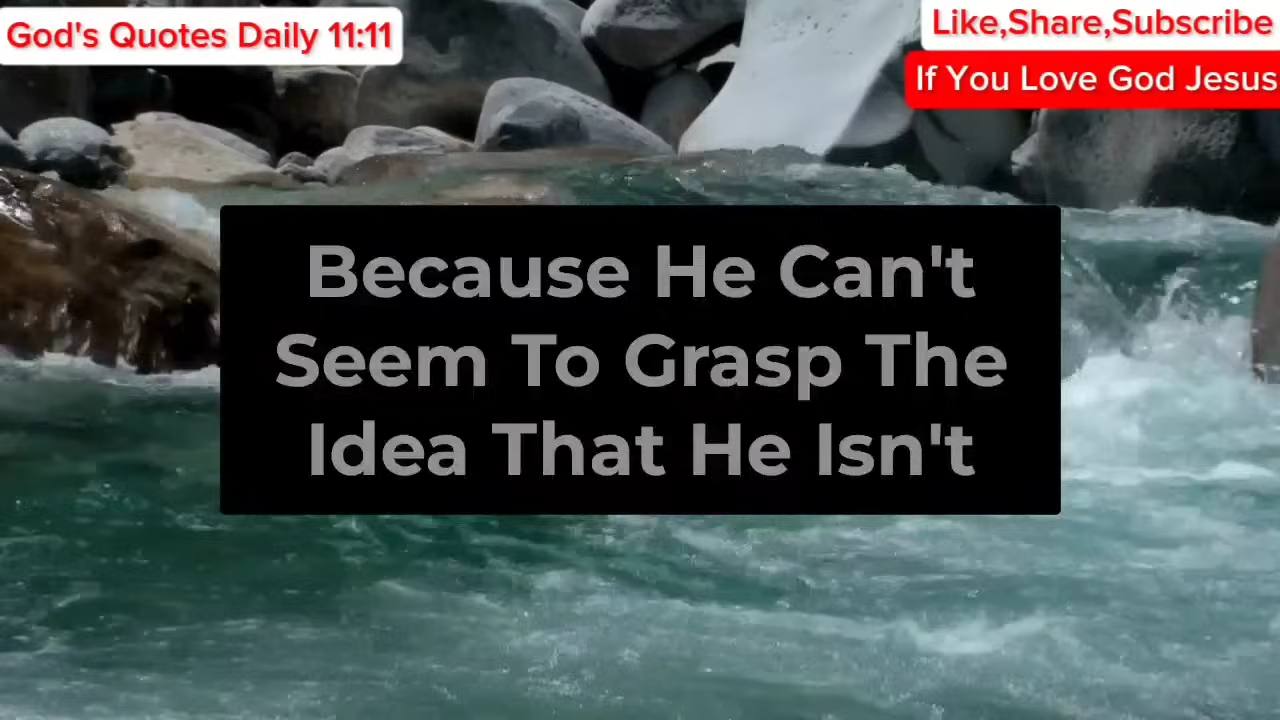 God's Quotes Daily 11:11
Like,Share,Subscribe
If You Love God Jesus
Because He Can't
Seem To Grasp The
Idea That He Isn't